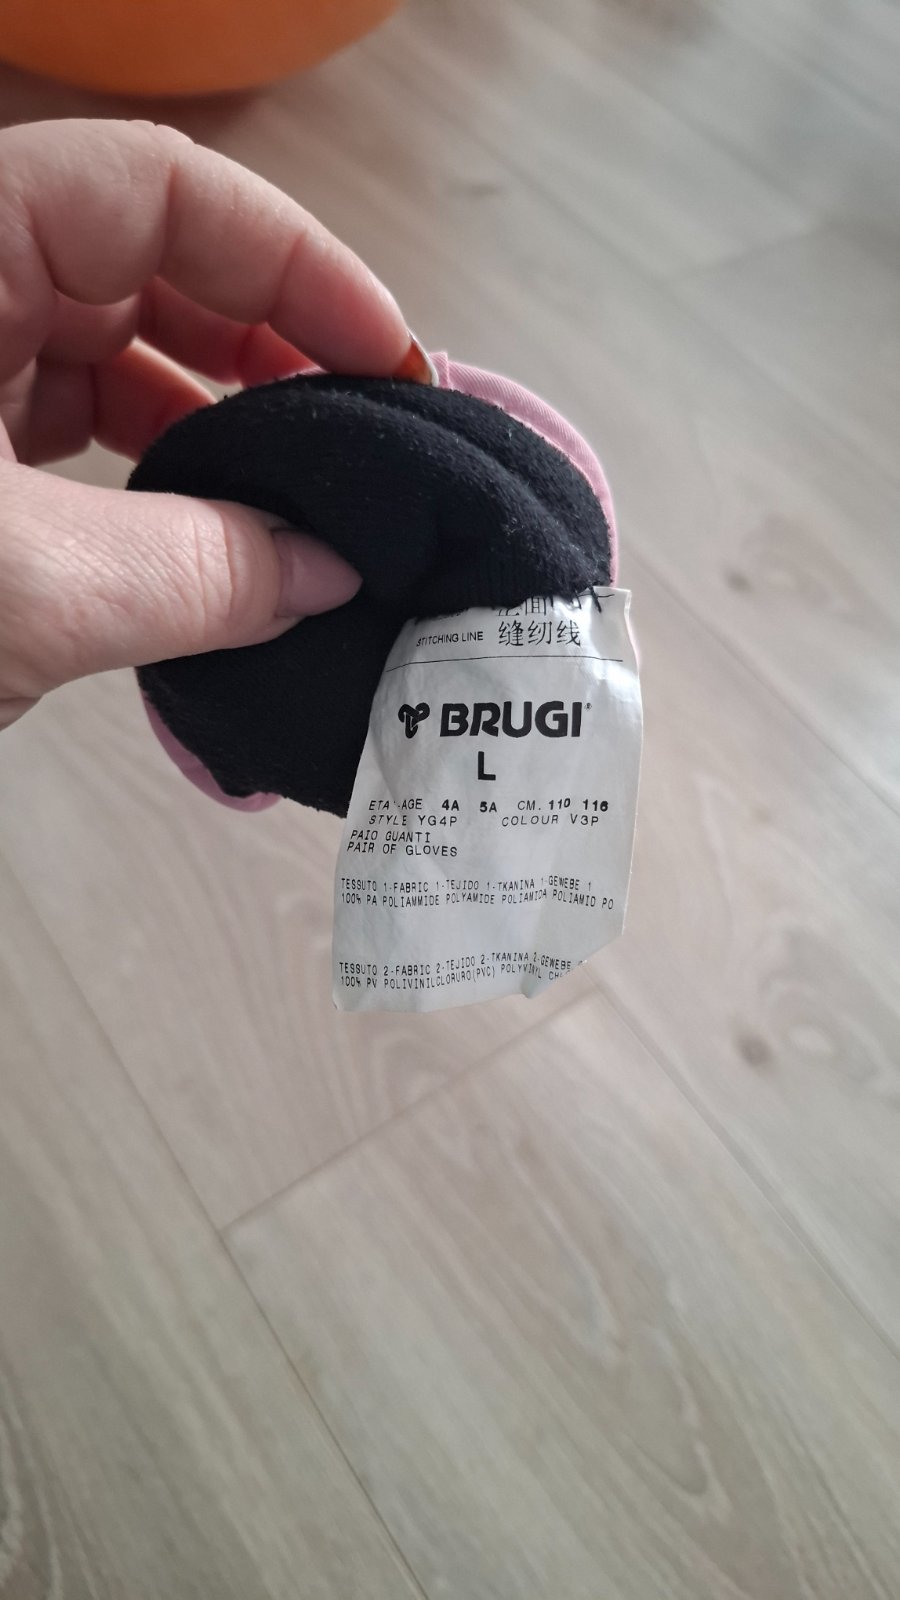 STITCHING LINE 缝纫线
BRUGI®
L
ETA'-AGE 4A 5A CM. 110 116
STYLE YG4P COLOUR V3P
PAIO GUANTI
PAIR OF GLOVES
TESSUTO 1-FABRIC 1-TEJIDO 1-TKANINA 1-GEWEBE 1
100% PA POLIAMMIDE POLYAMIDE POLIAMIDA POLIAMID PO
TESSUTO 2-FABRIC 2-TEJIDO 2-TKANINA 2-GEWEBE
100% PV POLIVINILCLORURO(PVC) POLYVINYL